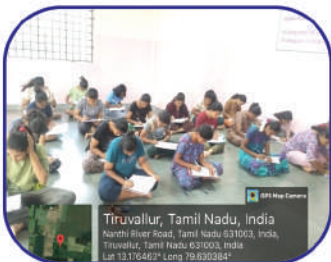 GPS Map Camera
Tiruvallur, Tamil Nadu, India
Nanthi River Road, Tamil Nadu 631003, India,
Tiruvallur, Tamil Nadu 631003, India
Lat 13.176462° Long 79.630384°